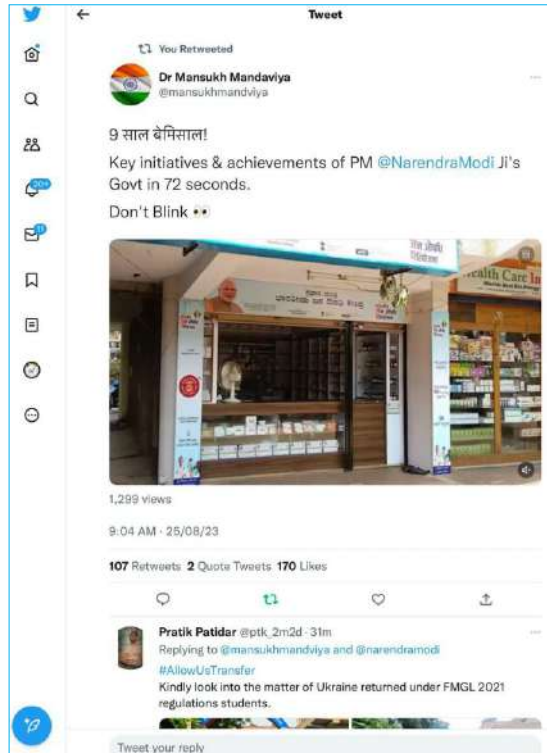 Tweet
You Retweeted
Dr Mansukh Mandaviya
@mansukhmandviya
9 साल बेमिसाल!
Key initiatives & achievements of PM @NarendraModi Ji's
Govt in 72 seconds.
Don't Blink 👀
Health Care In
1,299 views
9:04 AM · 25/08/23
107 Retweets 2 Quote Tweets 170 Likes
Pratik Patidar @ptk_2m2d · 31m
Replying to @mansukhmandviya and @narendramodi
#AllowUsTransfer
Kindly look into the matter of Ukraine returned under FMGL 2021
regulations students.
Tweet your reply
20+
11